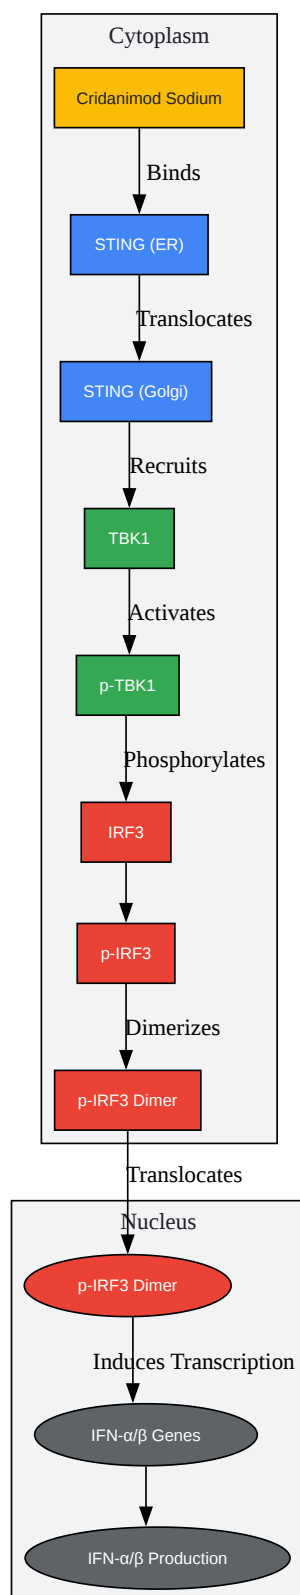 Cytoplasm
Cridanimod Sodium
Binds
STING (ER)
Translocates
STING (Golgi)
Recruits
TBK1
Activates
p-TBK1
Phosphorylates
IRF3
p-IRF3
Dimerizes
p-IRF3 Dimer
Translocates
Nucleus
p-IRF3 Dimer
Induces Transcription
IFN-α/β Genes
IFN-α/β Production